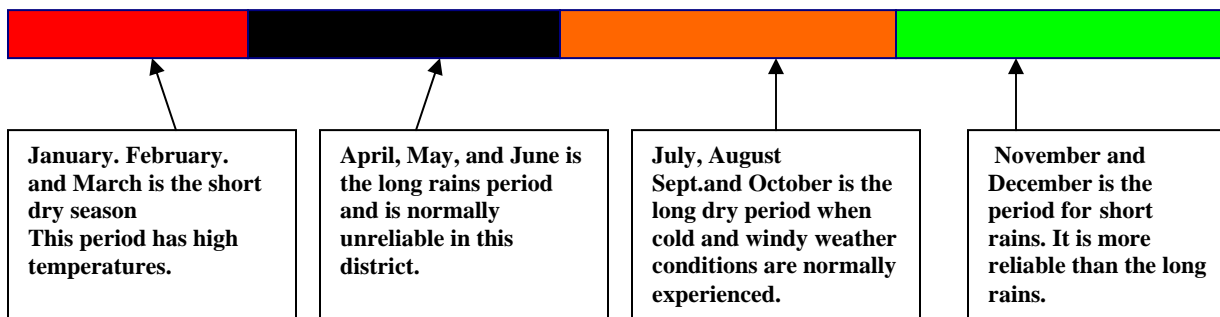 January. February.
and March is the short
dry season
This period has high
temperatures.
April, May, and June is
the long rains period
and is normally
unreliable in this
district.
July, August
Sept.and October is the
long dry period when
cold and windy weather
conditions are normally
experienced.
November and
December is the
period for short
rains. It is more
reliable than the long
rains.